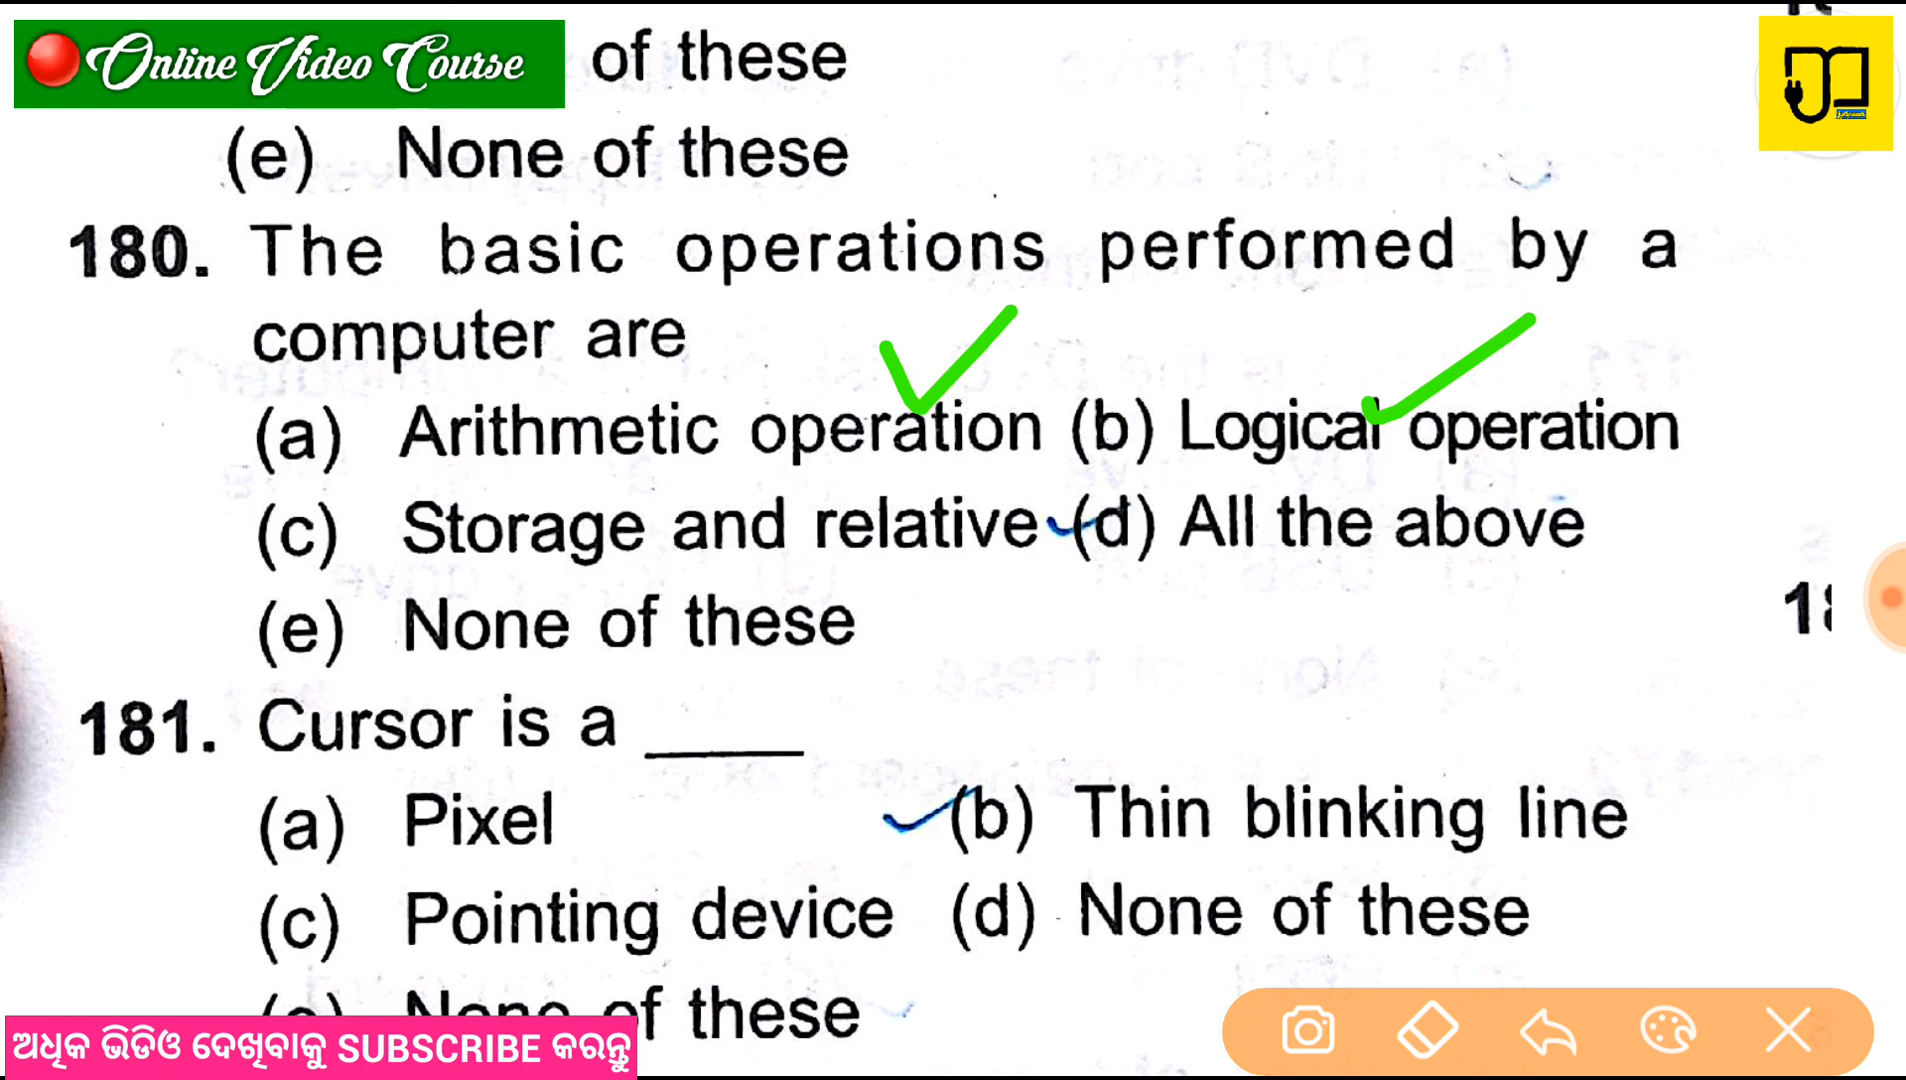 Online Video Course of these
(e) None of these
180. The basic operations performed by a
computer are
(a) Arithmetic operation (b) Logical operation
(c) Storage and relative (d) All the above
(e) None of these
181. Cursor is a ____
(a) Pixel (b) Thin blinking line
(c) Pointing device (d) None of these
(e) None of these
ଅଧିକ ଭିଡିଓ ଦେଖିବାକୁ SUBSCRIBE କରନ୍ତୁ